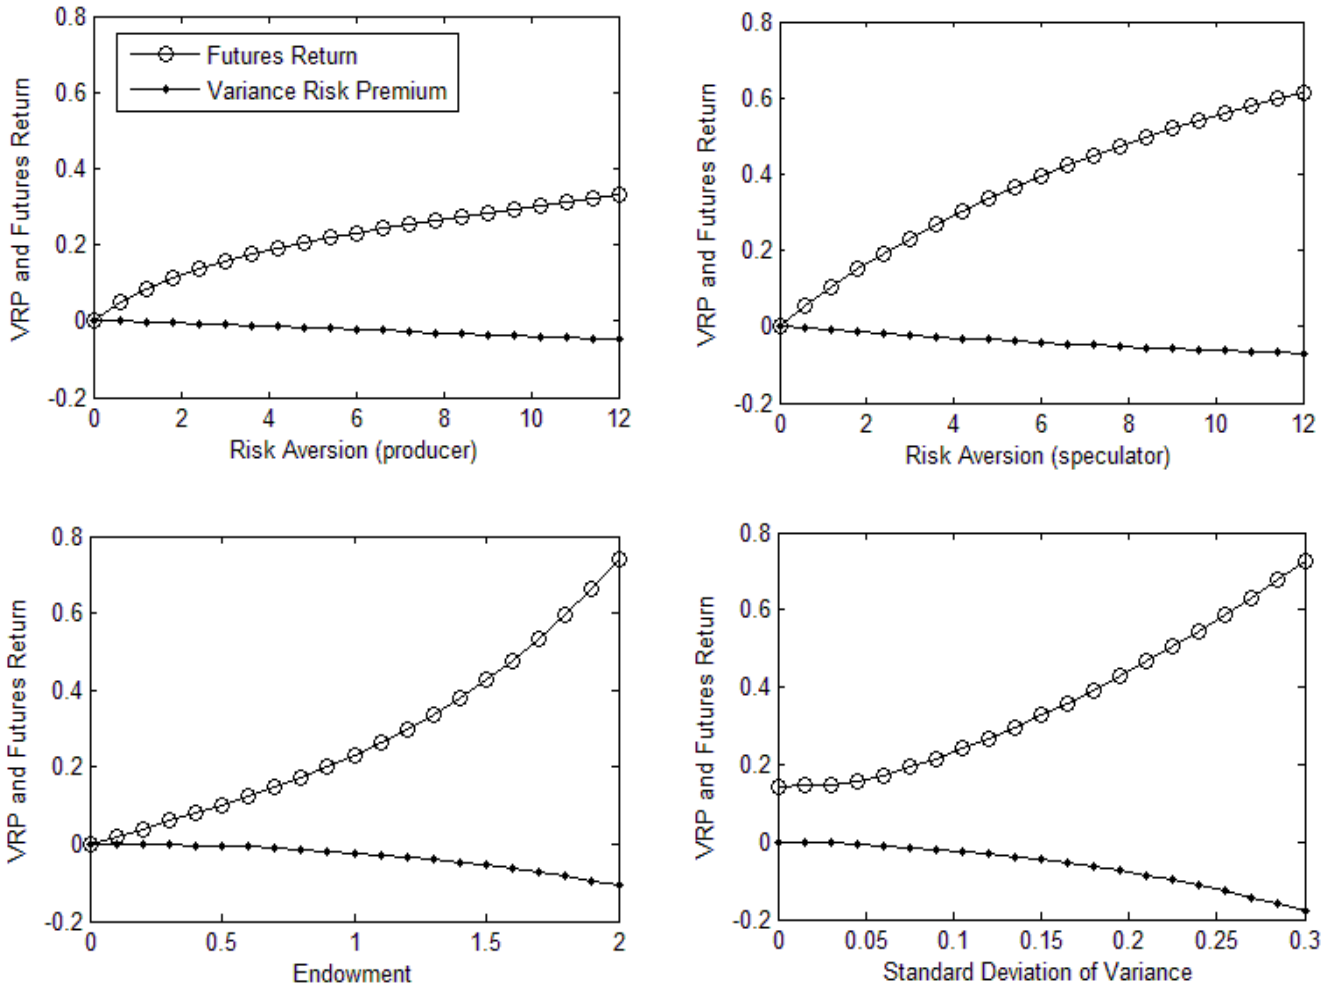 0.8
0.6
0.4
0.2
0
-0.2
VRP and Futures Return
Futures Return
Variance Risk Premium
0 2 4 6 8 10 12
Risk Aversion (producer)
0.8
0.6
0.4
0.2
0
-0.2
VRP and Futures Return
0 2 4 6 8 10 12
Risk Aversion (speculator)
0.8
0.6
0.4
0.2
0
-0.2
VRP and Futures Return
0 0.5 1 1.5 2
Endowment
0.8
0.6
0.4
0.2
0
-0.2
VRP and Futures Return
0 0.05 0.1 0.15 0.2 0.25 0.3
Standard Deviation of Variance